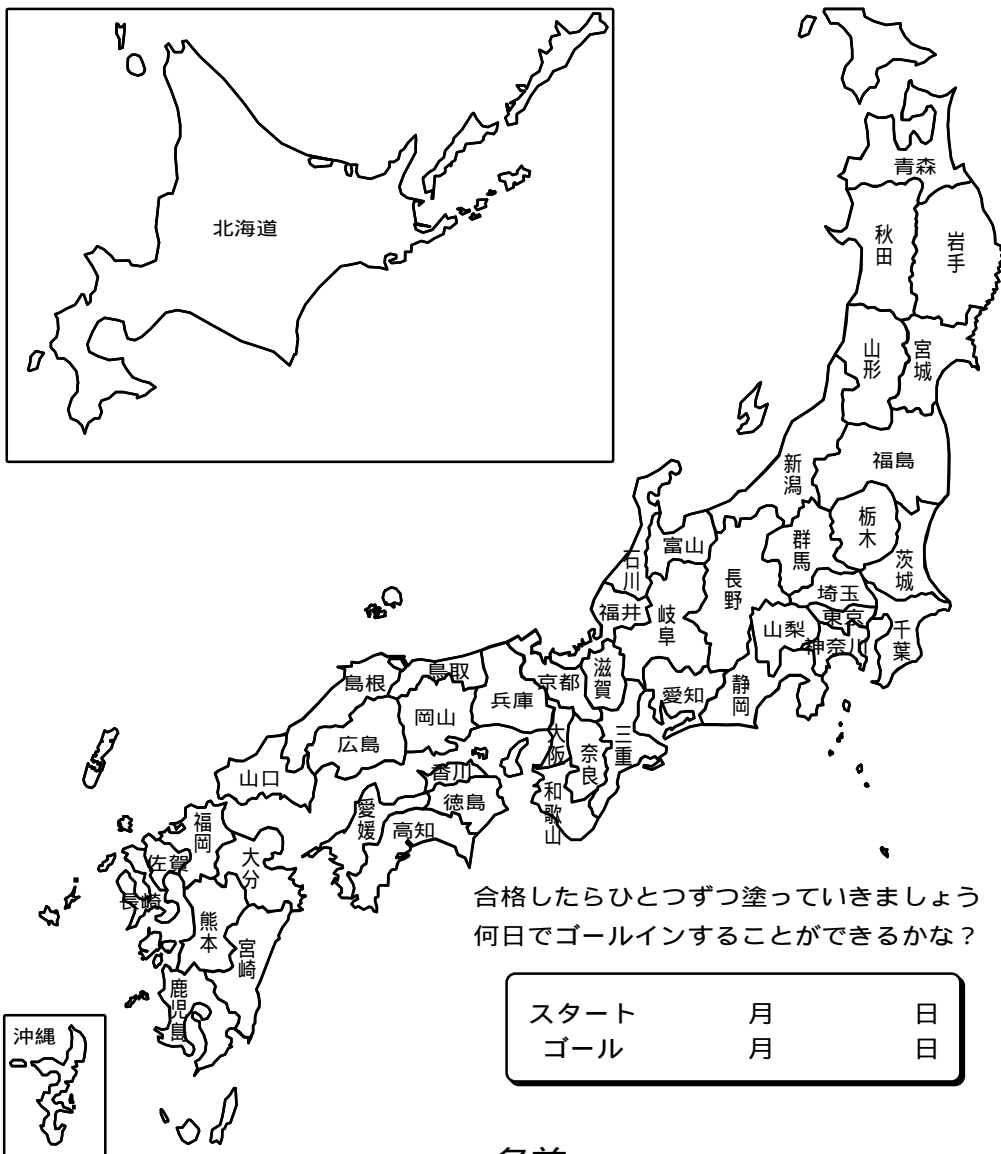 北海道
青森
秋田
岩手
山形
宮城
新潟
福島
栃木
群馬
茨城
石川
富山
長野
埼玉
福井
岐阜
山梨
東京
神奈川
千葉
島根
鳥取
兵庫
京都
滋賀
愛知
静岡
岡山
広島
大阪
奈良
三重
山口
香川
徳島
和歌山
愛媛
高知
福岡
佐賀
大分
長崎
熊本
宮崎
鹿児島
沖縄
合格したらひとつずつ塗っていきましょう
何日でゴールインすることができるかな?
スタート 月 日
ゴール 月 日